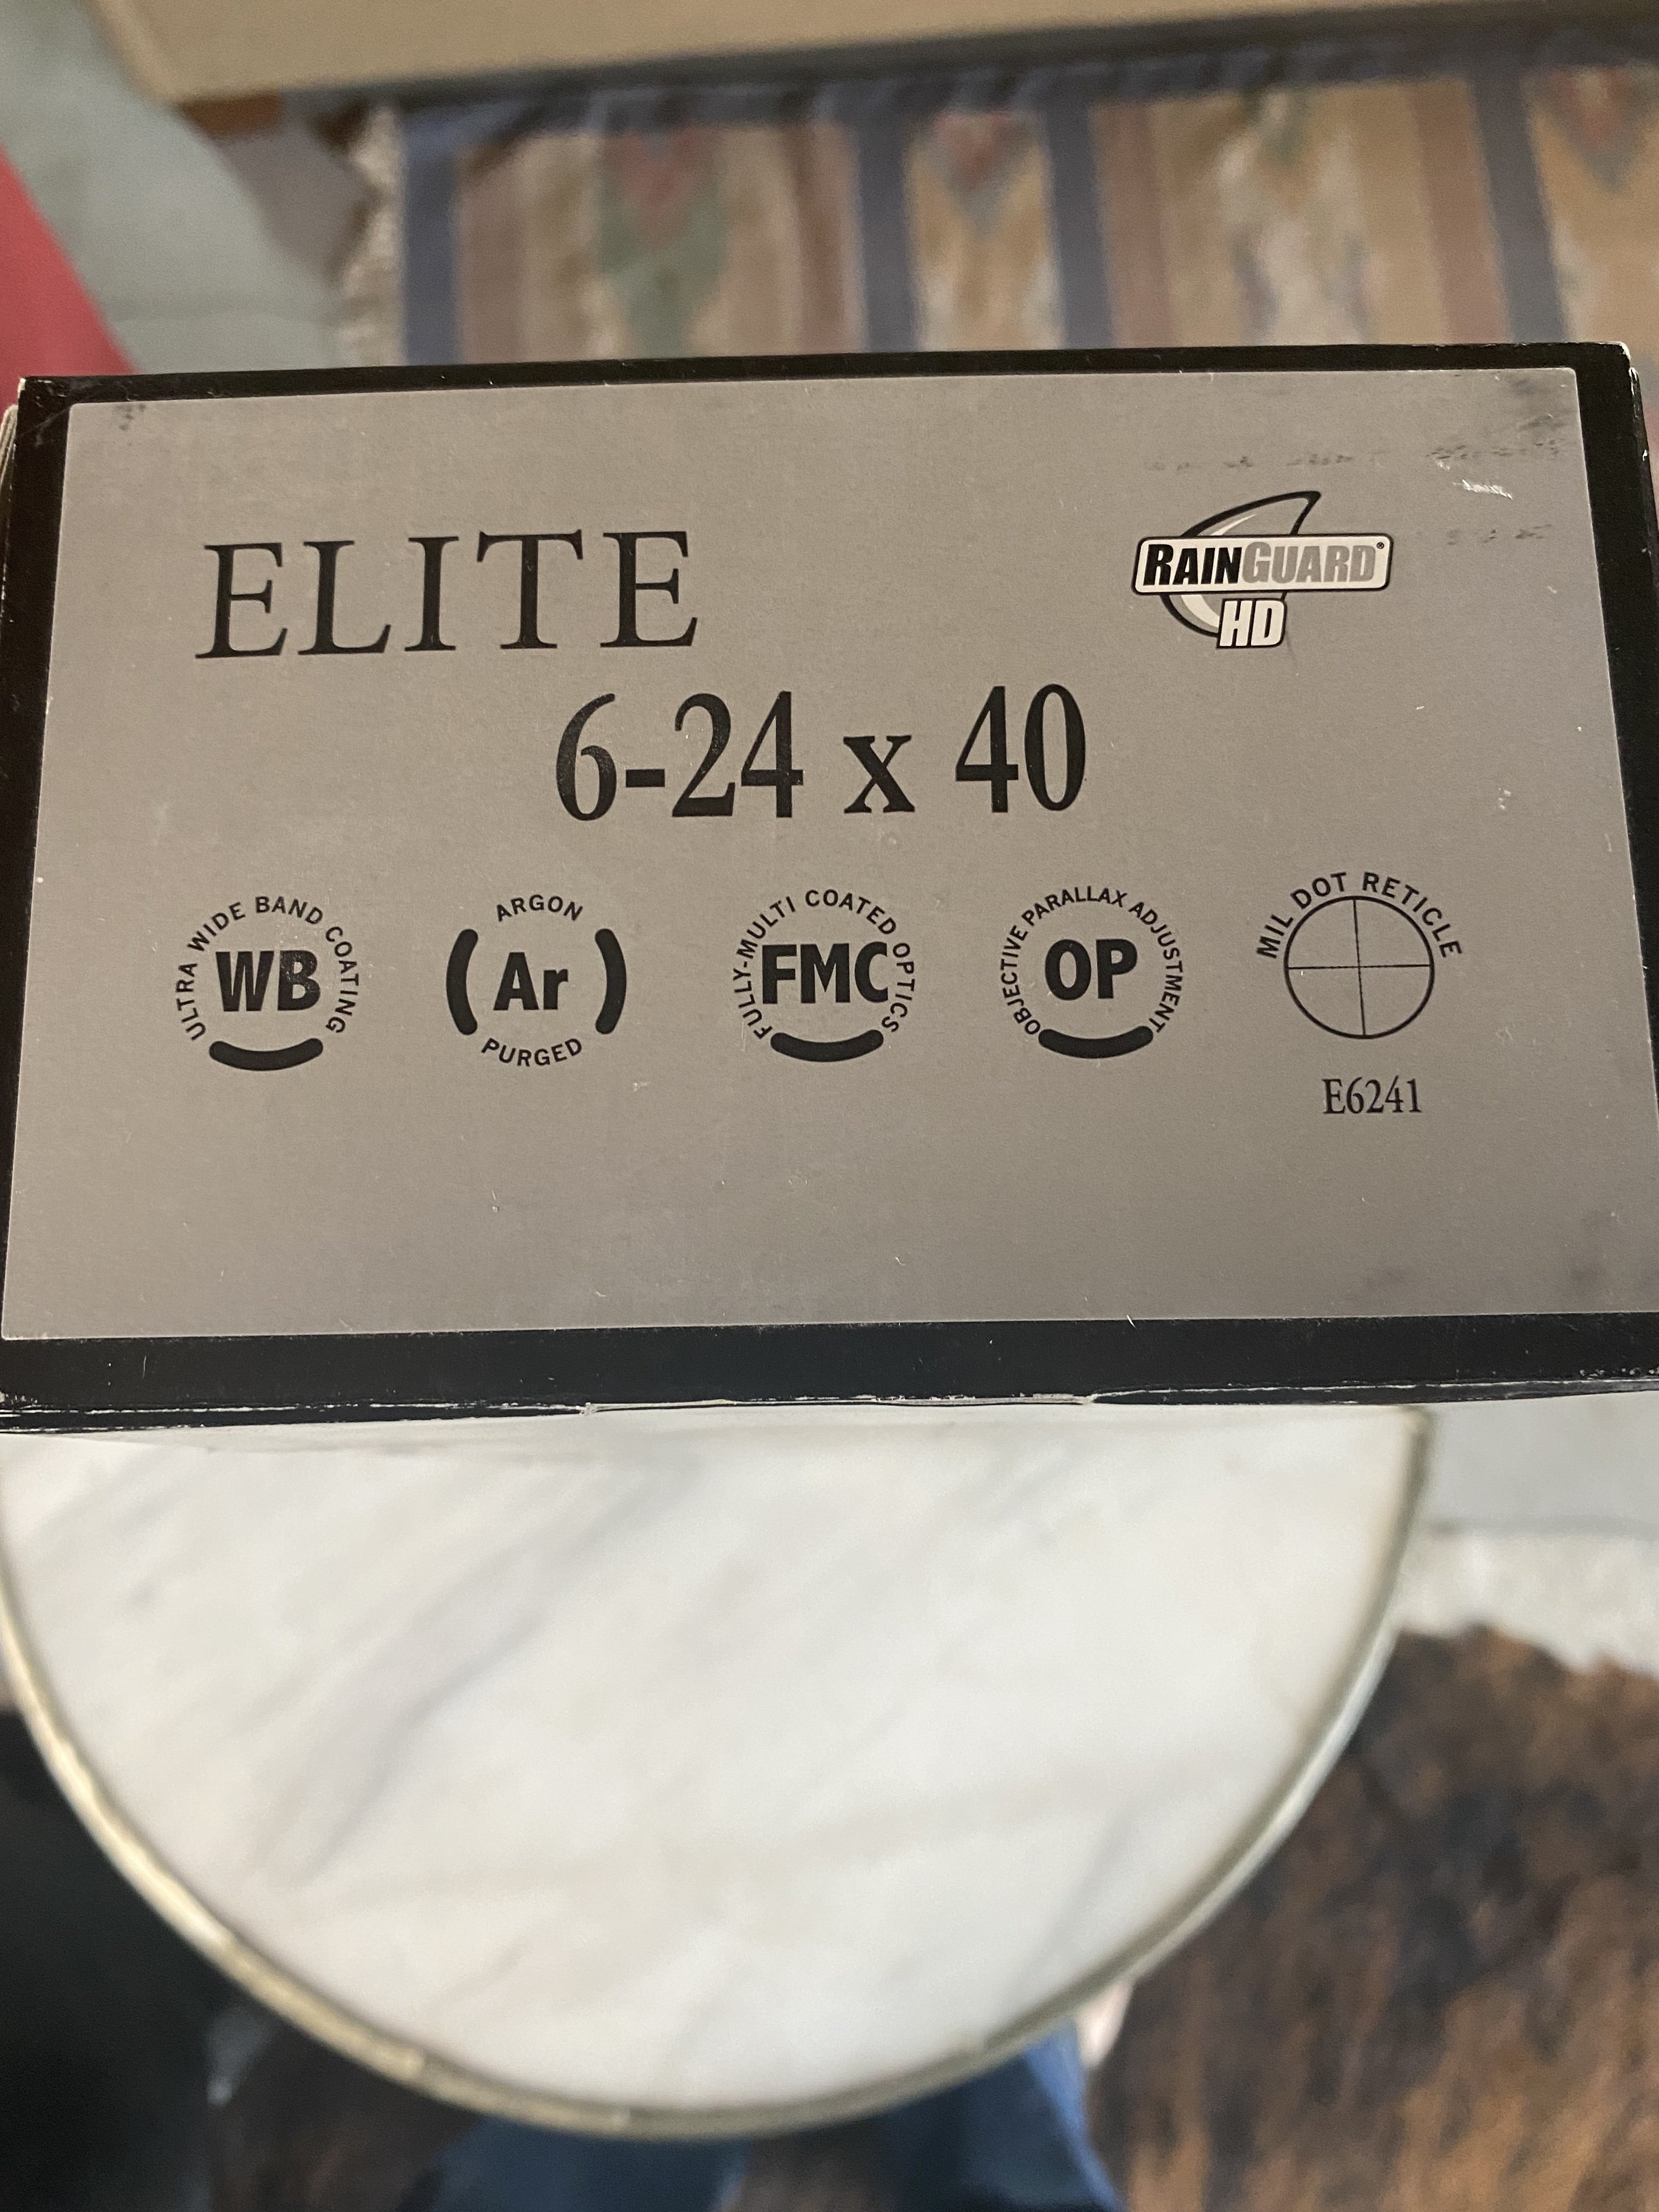 ELITE
RAINGUARD®
HD
6-24 x 40
ULTRA WIDE BAND COATING
WB
ARGON
Ar
PURGED
FULLY-MULTI COATED OPTICS
FMC
OBJECTIVE PARALLAX ADJUSTMENT
OP
MIL DOT RETICLE
E6241